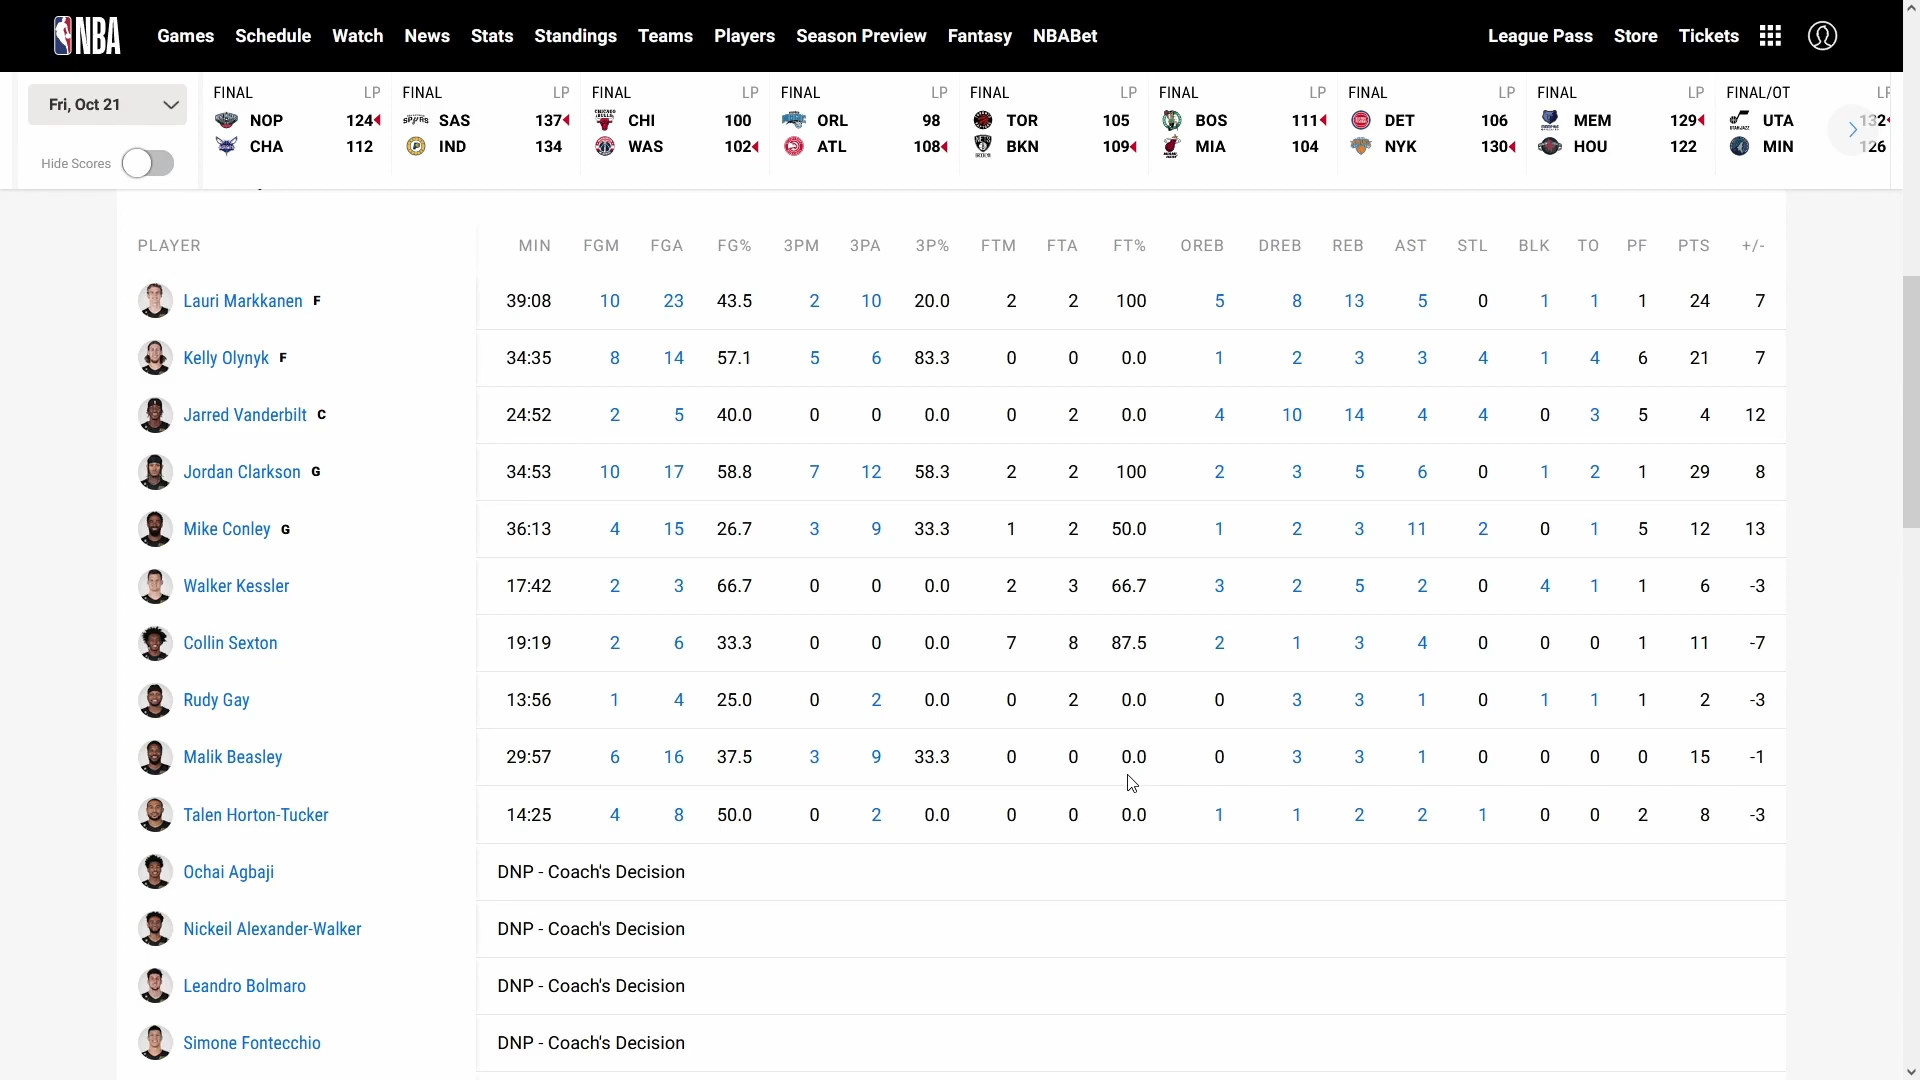 NBA Games Schedule Watch News Stats Standings Teams Players Season Preview Fantasy NBABet League Pass Store Tickets
Fri, Oct 21
Hide Scores
FINAL LP
NOP 124
CHA 112
FINAL LP
SAS 137
IND 134
FINAL LP
CHI 100
WAS 102
FINAL LP
ORL 98
ATL 108
FINAL LP
TOR 105
BKN 109
FINAL LP
BOS 111
MIA 104
FINAL LP
DET 106
NYK 130
FINAL LP
MEM 129
HOU 122
FINAL/OT LP
UTA 132
MIN 126
PLAYER MIN FGM FGA FG% 3PM 3PA 3P% FTM FTA FT% OREB DREB REB AST STL BLK TO PF PTS +/-
Lauri Markkanen F 39:08 10 23 43.5 2 10 20.0 2 2 100 5 8 13 5 0 1 1 1 24 7
Kelly Olynyk F 34:35 8 14 57.1 5 6 83.3 0 0 0.0 1 2 3 3 4 1 4 6 21 7
Jarred Vanderbilt C 24:52 2 5 40.0 0 0 0.0 0 2 0.0 4 10 14 4 4 0 3 5 4 12
Jordan Clarkson G 34:53 10 17 58.8 7 12 58.3 2 2 100 2 3 5 6 0 1 2 1 29 8
Mike Conley G 36:13 4 15 26.7 3 9 33.3 1 2 50.0 1 2 3 11 2 0 1 5 12 13
Walker Kessler 17:42 2 3 66.7 0 0 0.0 2 3 66.7 3 2 5 2 0 4 1 1 6 -3
Collin Sexton 19:19 2 6 33.3 0 0 0.0 7 8 87.5 2 1 3 4 0 0 0 1 11 -7
Rudy Gay 13:56 1 4 25.0 0 2 0.0 0 2 0.0 0 3 3 1 0 1 1 1 2 -3
Malik Beasley 29:57 6 16 37.5 3 9 33.3 0 0 0.0 0 3 3 1 0 0 0 0 15 -1
Talen Horton-Tucker 14:25 4 8 50.0 0 2 0.0 0 0 0.0 1 1 2 2 1 0 0 2 8 -3
Ochai Agbaji DNP - Coach's Decision
Nickeil Alexander-Walker DNP - Coach's Decision
Leandro Bolmaro DNP - Coach's Decision
Simone Fontecchio DNP - Coach's Decision